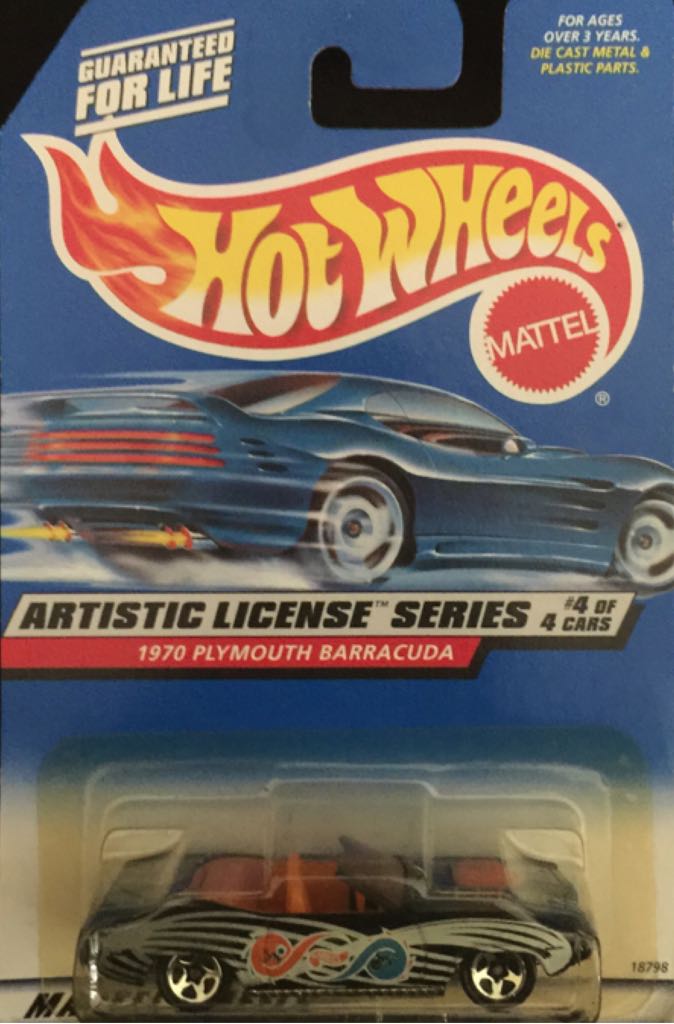 GUARANTEED
FOR LIFE
FOR AGES
OVER 3 YEARS.
DIE CAST METAL &
PLASTIC PARTS.
HOT WHEELS
MATTEL
®
ARTISTIC LICENSE™ SERIES #4 OF
4 CARS
1970 PLYMOUTH BARRACUDA
18798